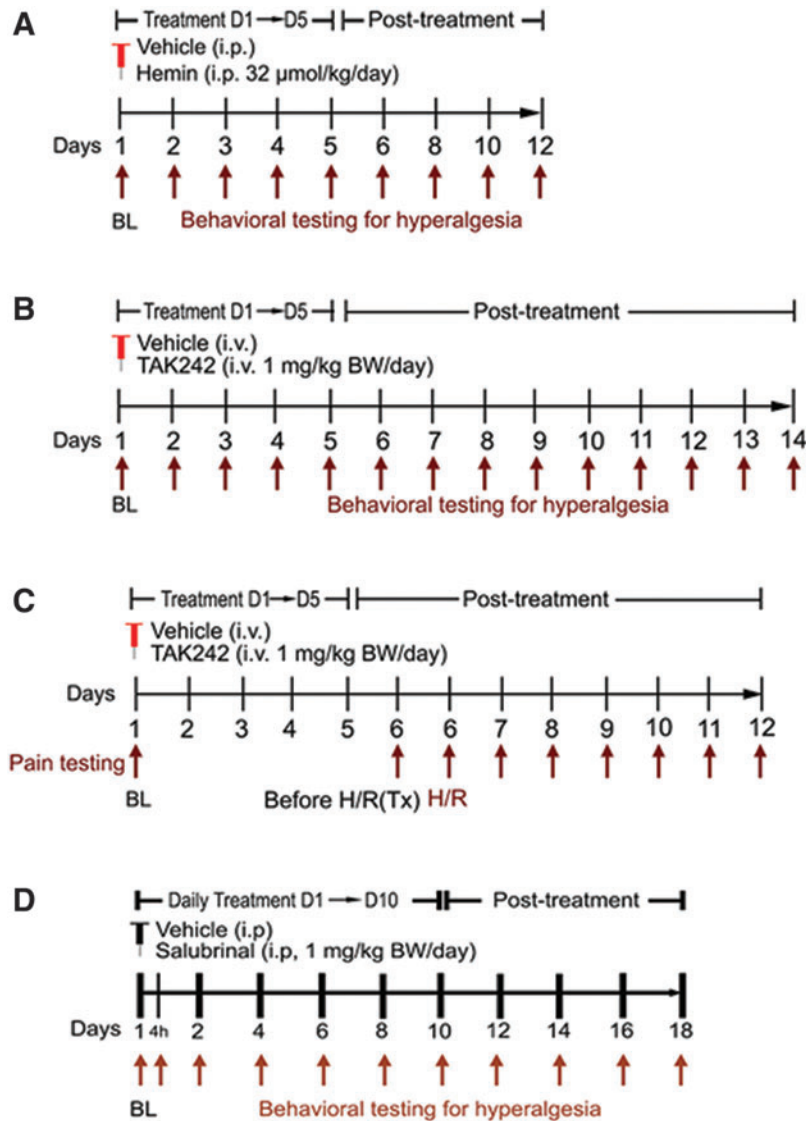 A
Treatment D1 → D5 Post-treatment
Vehicle (i.p.)
Hemin (i.p. 32 µmol/kg/day)
Days 1 2 3 4 5 6 8 10 12
BL Behavioral testing for hyperalgesia
B
Treatment D1 → D5 Post-treatment
Vehicle (i.v.)
TAK242 (i.v. 1 mg/kg BW/day)
Days 1 2 3 4 5 6 7 8 9 10 11 12 13 14
BL Behavioral testing for hyperalgesia
C
Treatment D1 → D5 Post-treatment
Vehicle (i.v.)
TAK242 (i.v. 1 mg/kg BW/day)
Days
1 2 3 4 5 6 6 7 8 9 10 11 12
Pain testing
BL Before H/R(Tx) H/R
D
Daily Treatment D1 → D10 Post-treatment
Vehicle (i.p)
Salubrinal (i.p, 1 mg/kg BW/day)
Days 1 4h 2 4 6 8 10 12 14 16 18
BL Behavioral testing for hyperalgesia